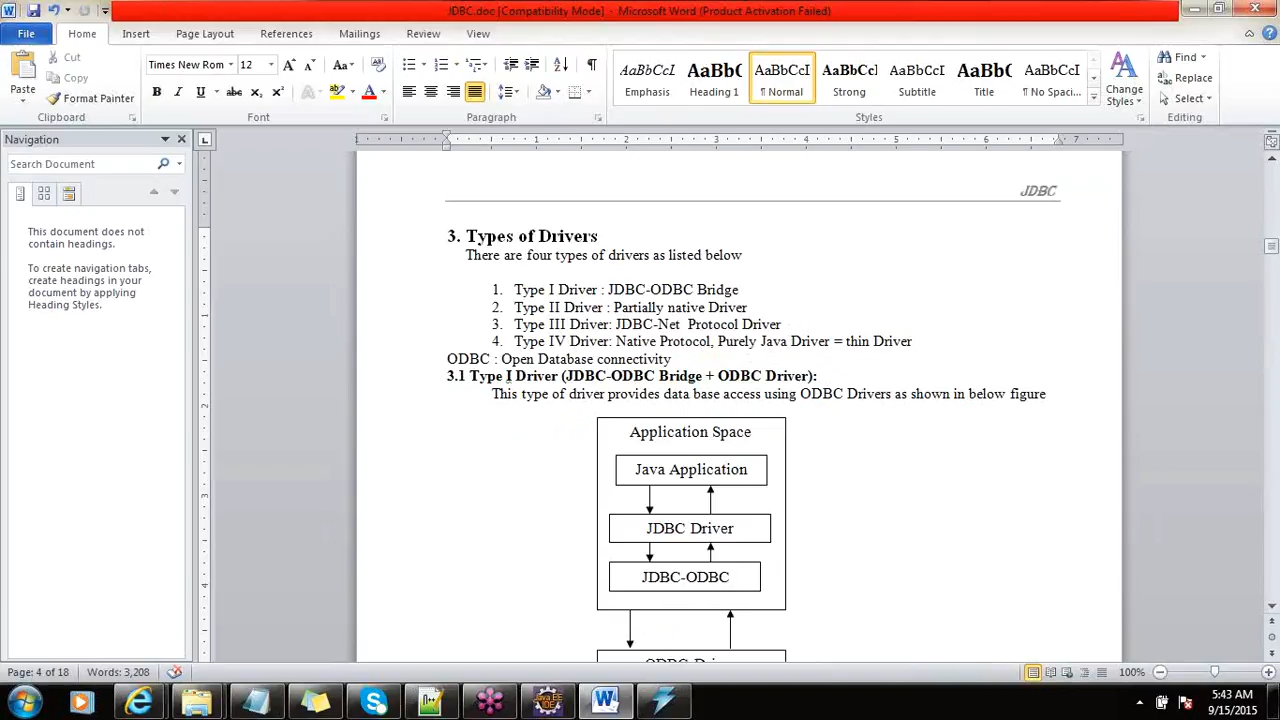 JDBC.doc [Compatibility Mode] - Microsoft Word (Product Activation Failed)
File Home Insert Page Layout References Mailings Review View
Paste
Cut
Copy
Format Painter
Clipboard
Times New Rom 12
Font
Paragraph
AaBbCcI AaBbC AaBbCcI AaBbCcI AaBbCcI AaBbC AaBbCcI
Emphasis Heading 1 ¶ Normal Strong Subtitle Title ¶ No Spaci...
Styles
Change Styles
Find
Replace
Select
Editing
Navigation
Search Document
This document does not
contain headings.
To create navigation tabs,
create headings in your
document by applying
Heading Styles.
1 2 3 4 5 6 7
JDBC
3. Types of Drivers
There are four types of drivers as listed below
1. Type I Driver : JDBC-ODBC Bridge
2. Type II Driver : Partially native Driver
3. Type III Driver: JDBC-Net Protocol Driver
4. Type IV Driver: Native Protocol, Purely Java Driver = thin Driver
ODBC : Open Database connectivity
3.1 Type I Driver (JDBC-ODBC Bridge + ODBC Driver):
This type of driver provides data base access using ODBC Drivers as shown in below figure
Application Space
Java Application
JDBC Driver
JDBC-ODBC
Page: 4 of 18 Words: 3,208
100%
5:43 AM
9/15/2015